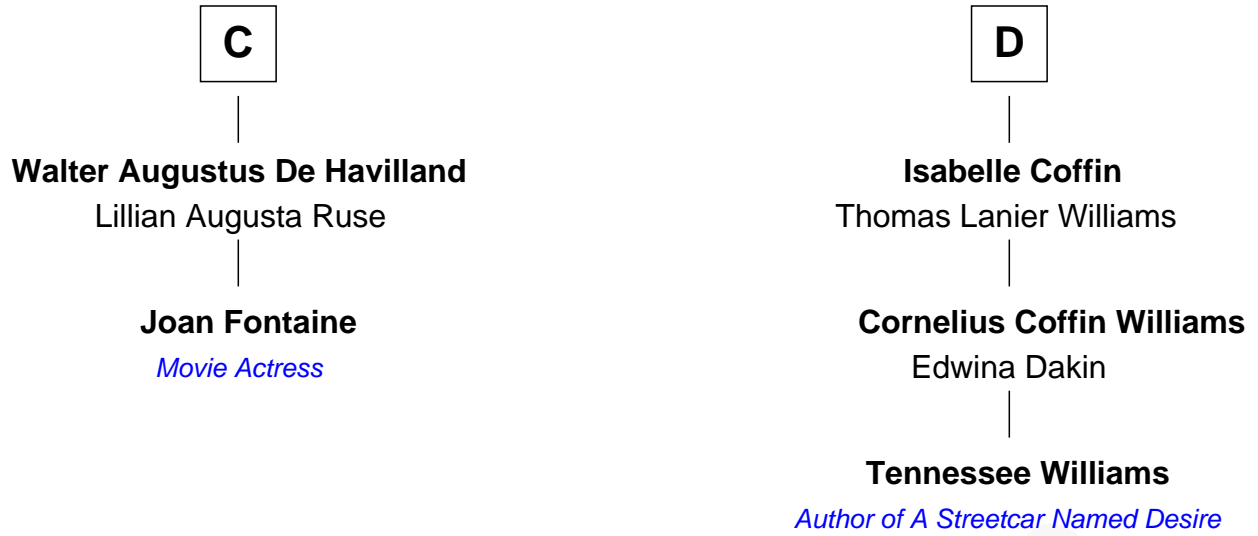 C
Walter Augustus De Havilland
Lillian Augusta Ruse
Joan Fontaine
Movie Actress
D
Isabelle Coffin
Thomas Lanier Williams
Cornelius Coffin Williams
Edwina Dakin
Tennessee Williams
Author of A Streetcar Named Desire